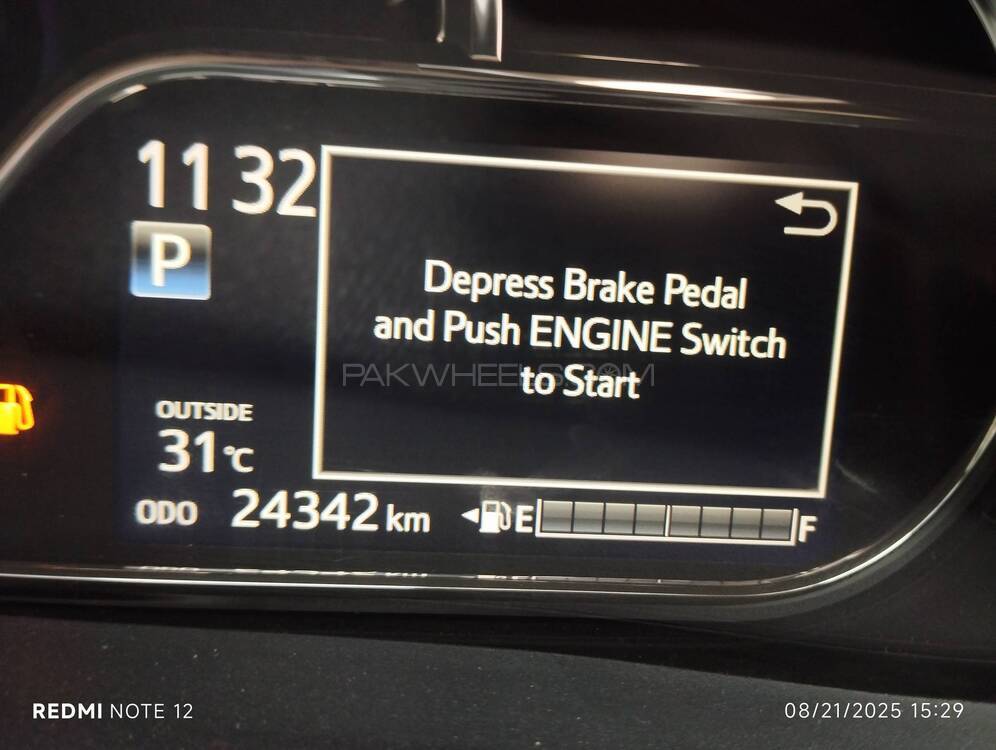 11 32
P
Depress Brake Pedal
and Push ENGINE Switch
to Start
PAKWHEELS.COM
OUTSIDE
31°C
ODO 24342 km
E F
REDMI NOTE 12
08/21/2025 15:29